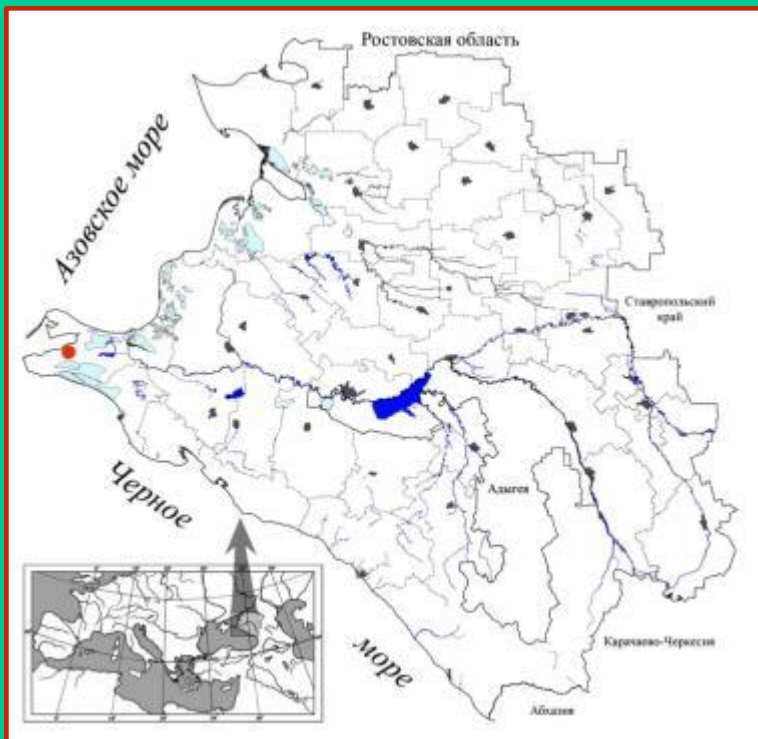 Ростовская область
Азовское море
Ставропольский
край
Черное
Адыгея
море
Карачаево-Черкесия
Абхазия